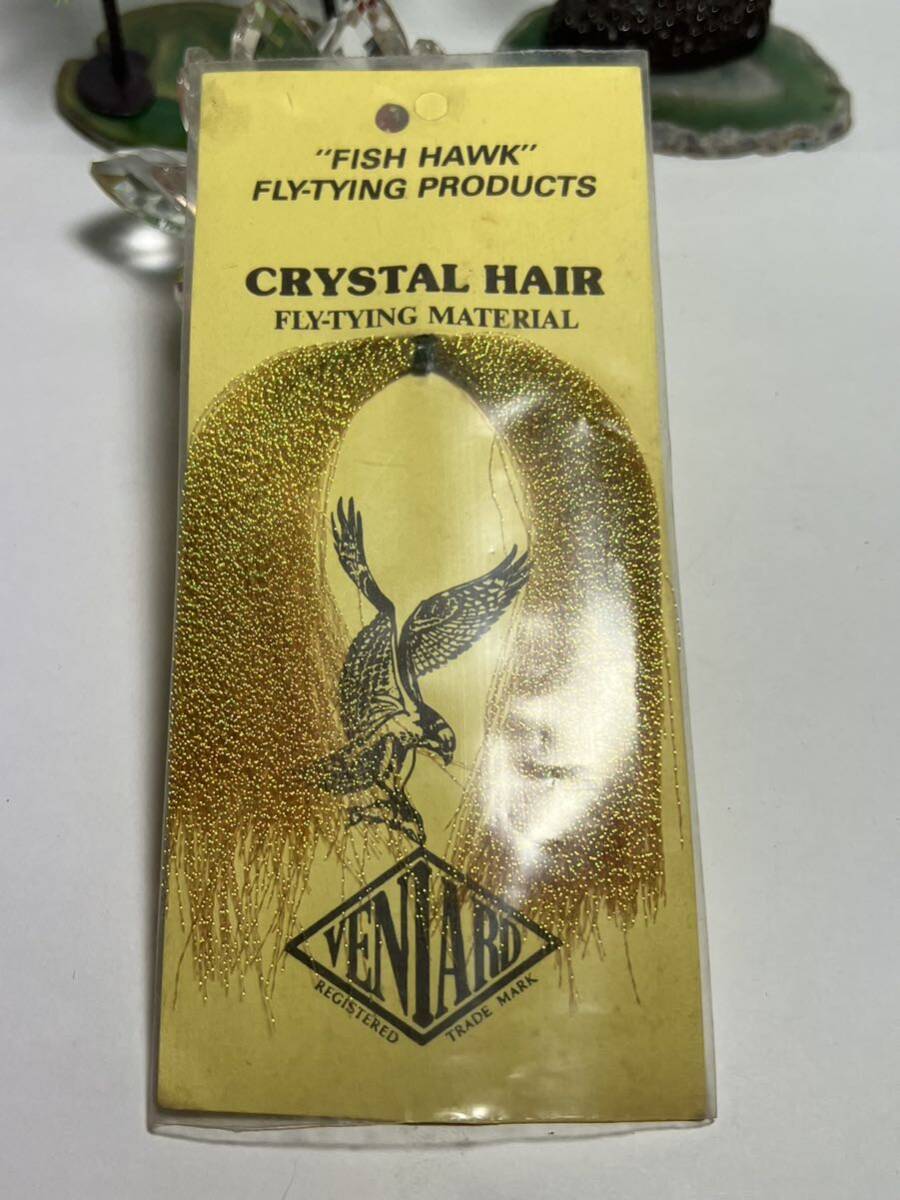 "FISH HAWK"
FLY-TYING PRODUCTS
CRYSTAL HAIR
FLY-TYING MATERIAL
VENIARD
REGISTERED TRADE MARK